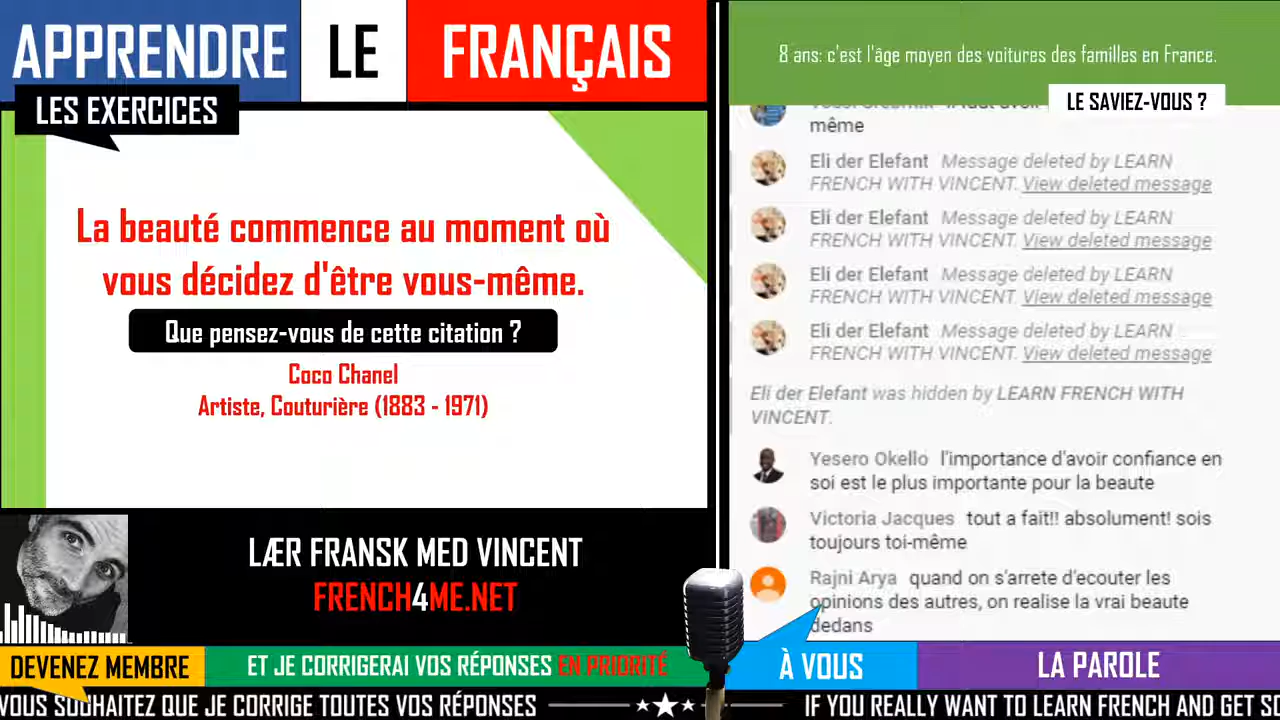 APPRENDRE LE FRANÇAIS
LES EXERCICES
La beauté commence au moment où
vous décidez d'être vous-même.
Que pensez-vous de cette citation ?
Coco Chanel
Artiste, Couturière (1883 - 1971)
LÆR FRANSK MED VINCENT
FRENCH4ME.NET
8 ans: c'est l'âge moyen des voitures des familles en France.
LE SAVIEZ-VOUS ?
même
Eli der Elefant Message deleted by LEARN
FRENCH WITH VINCENT. View deleted message
Eli der Elefant Message deleted by LEARN
FRENCH WITH VINCENT. View deleted message
Eli der Elefant Message deleted by LEARN
FRENCH WITH VINCENT. View deleted message
Eli der Elefant Message deleted by LEARN
FRENCH WITH VINCENT. View deleted message
Eli der Elefant was hidden by LEARN FRENCH WITH
VINCENT.
Yesero Okello l'importance d'avoir confiance en
soi est le plus importante pour la beaute
Victoria Jacques tout a fait!! absolument! sois
toujours toi-même
Rajni Arya quand on s'arrete d'ecouter les
opinions des autres, on realise la vrai beaute
dedans
DEVENEZ MEMBRE
ET JE CORRIGERAI VOS RÉPONSES EN PRIORITÉ
À VOUS
LA PAROLE
VOUS SOUHAITEZ QUE JE CORRIGE TOUTES VOS RÉPONSES
IF YOU REALLY WANT TO LEARN FRENCH AND GET